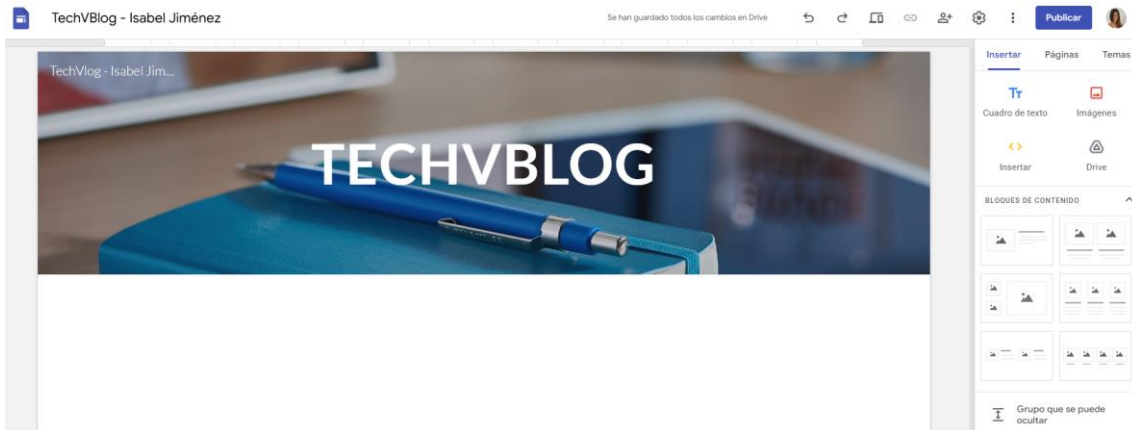 TechVBlog - Isabel Jiménez
Se han guardado todos los cambios en Drive
Publicar
TechVlog - Isabel Jim...
TECHVBLOG
Insertar Páginas Temas
Tт
Cuadro de texto Imágenes
Insertar Drive
BLOQUES DE CONTENIDO
Grupo que se puede
ocultar